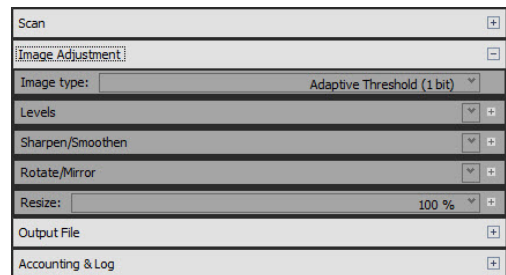 Scan
Image Adjustment
Image type: Adaptive Threshold (1 bit)
Levels
Sharpen/Smoothen
Rotate/Mirror
Resize: 100 %
Output File
Accounting & Log